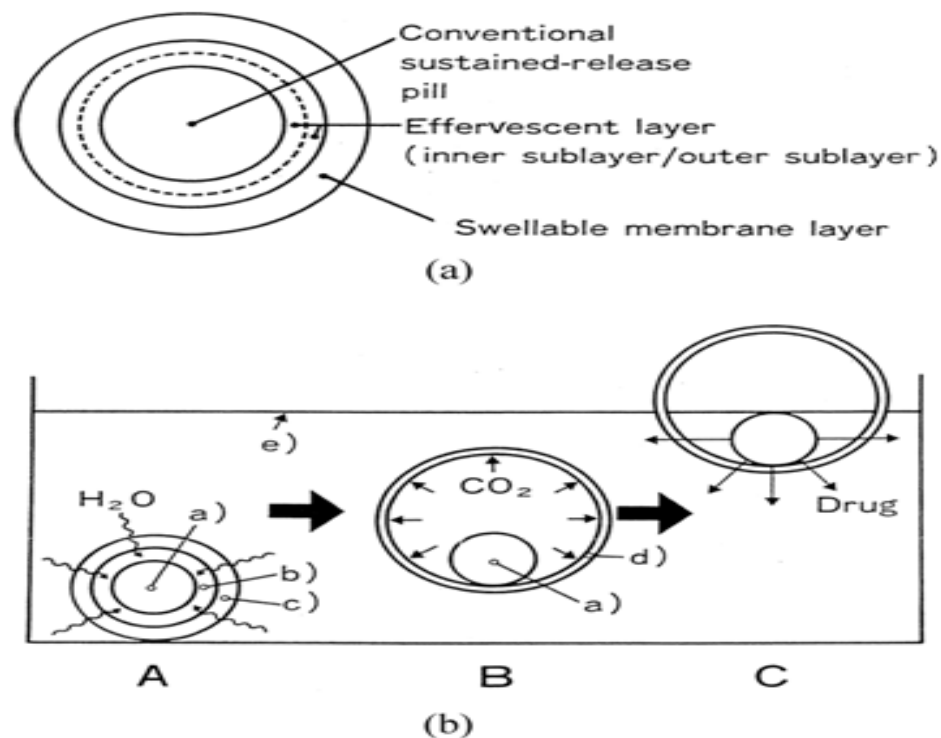 Conventional
sustained-release
pill
Effervescent layer
(inner sublayer/outer sublayer)
Swellable membrane layer
(a)
e)
H₂O
a)
b)
c)
CO₂
d)
a)
Drug
A
B
C
(b)